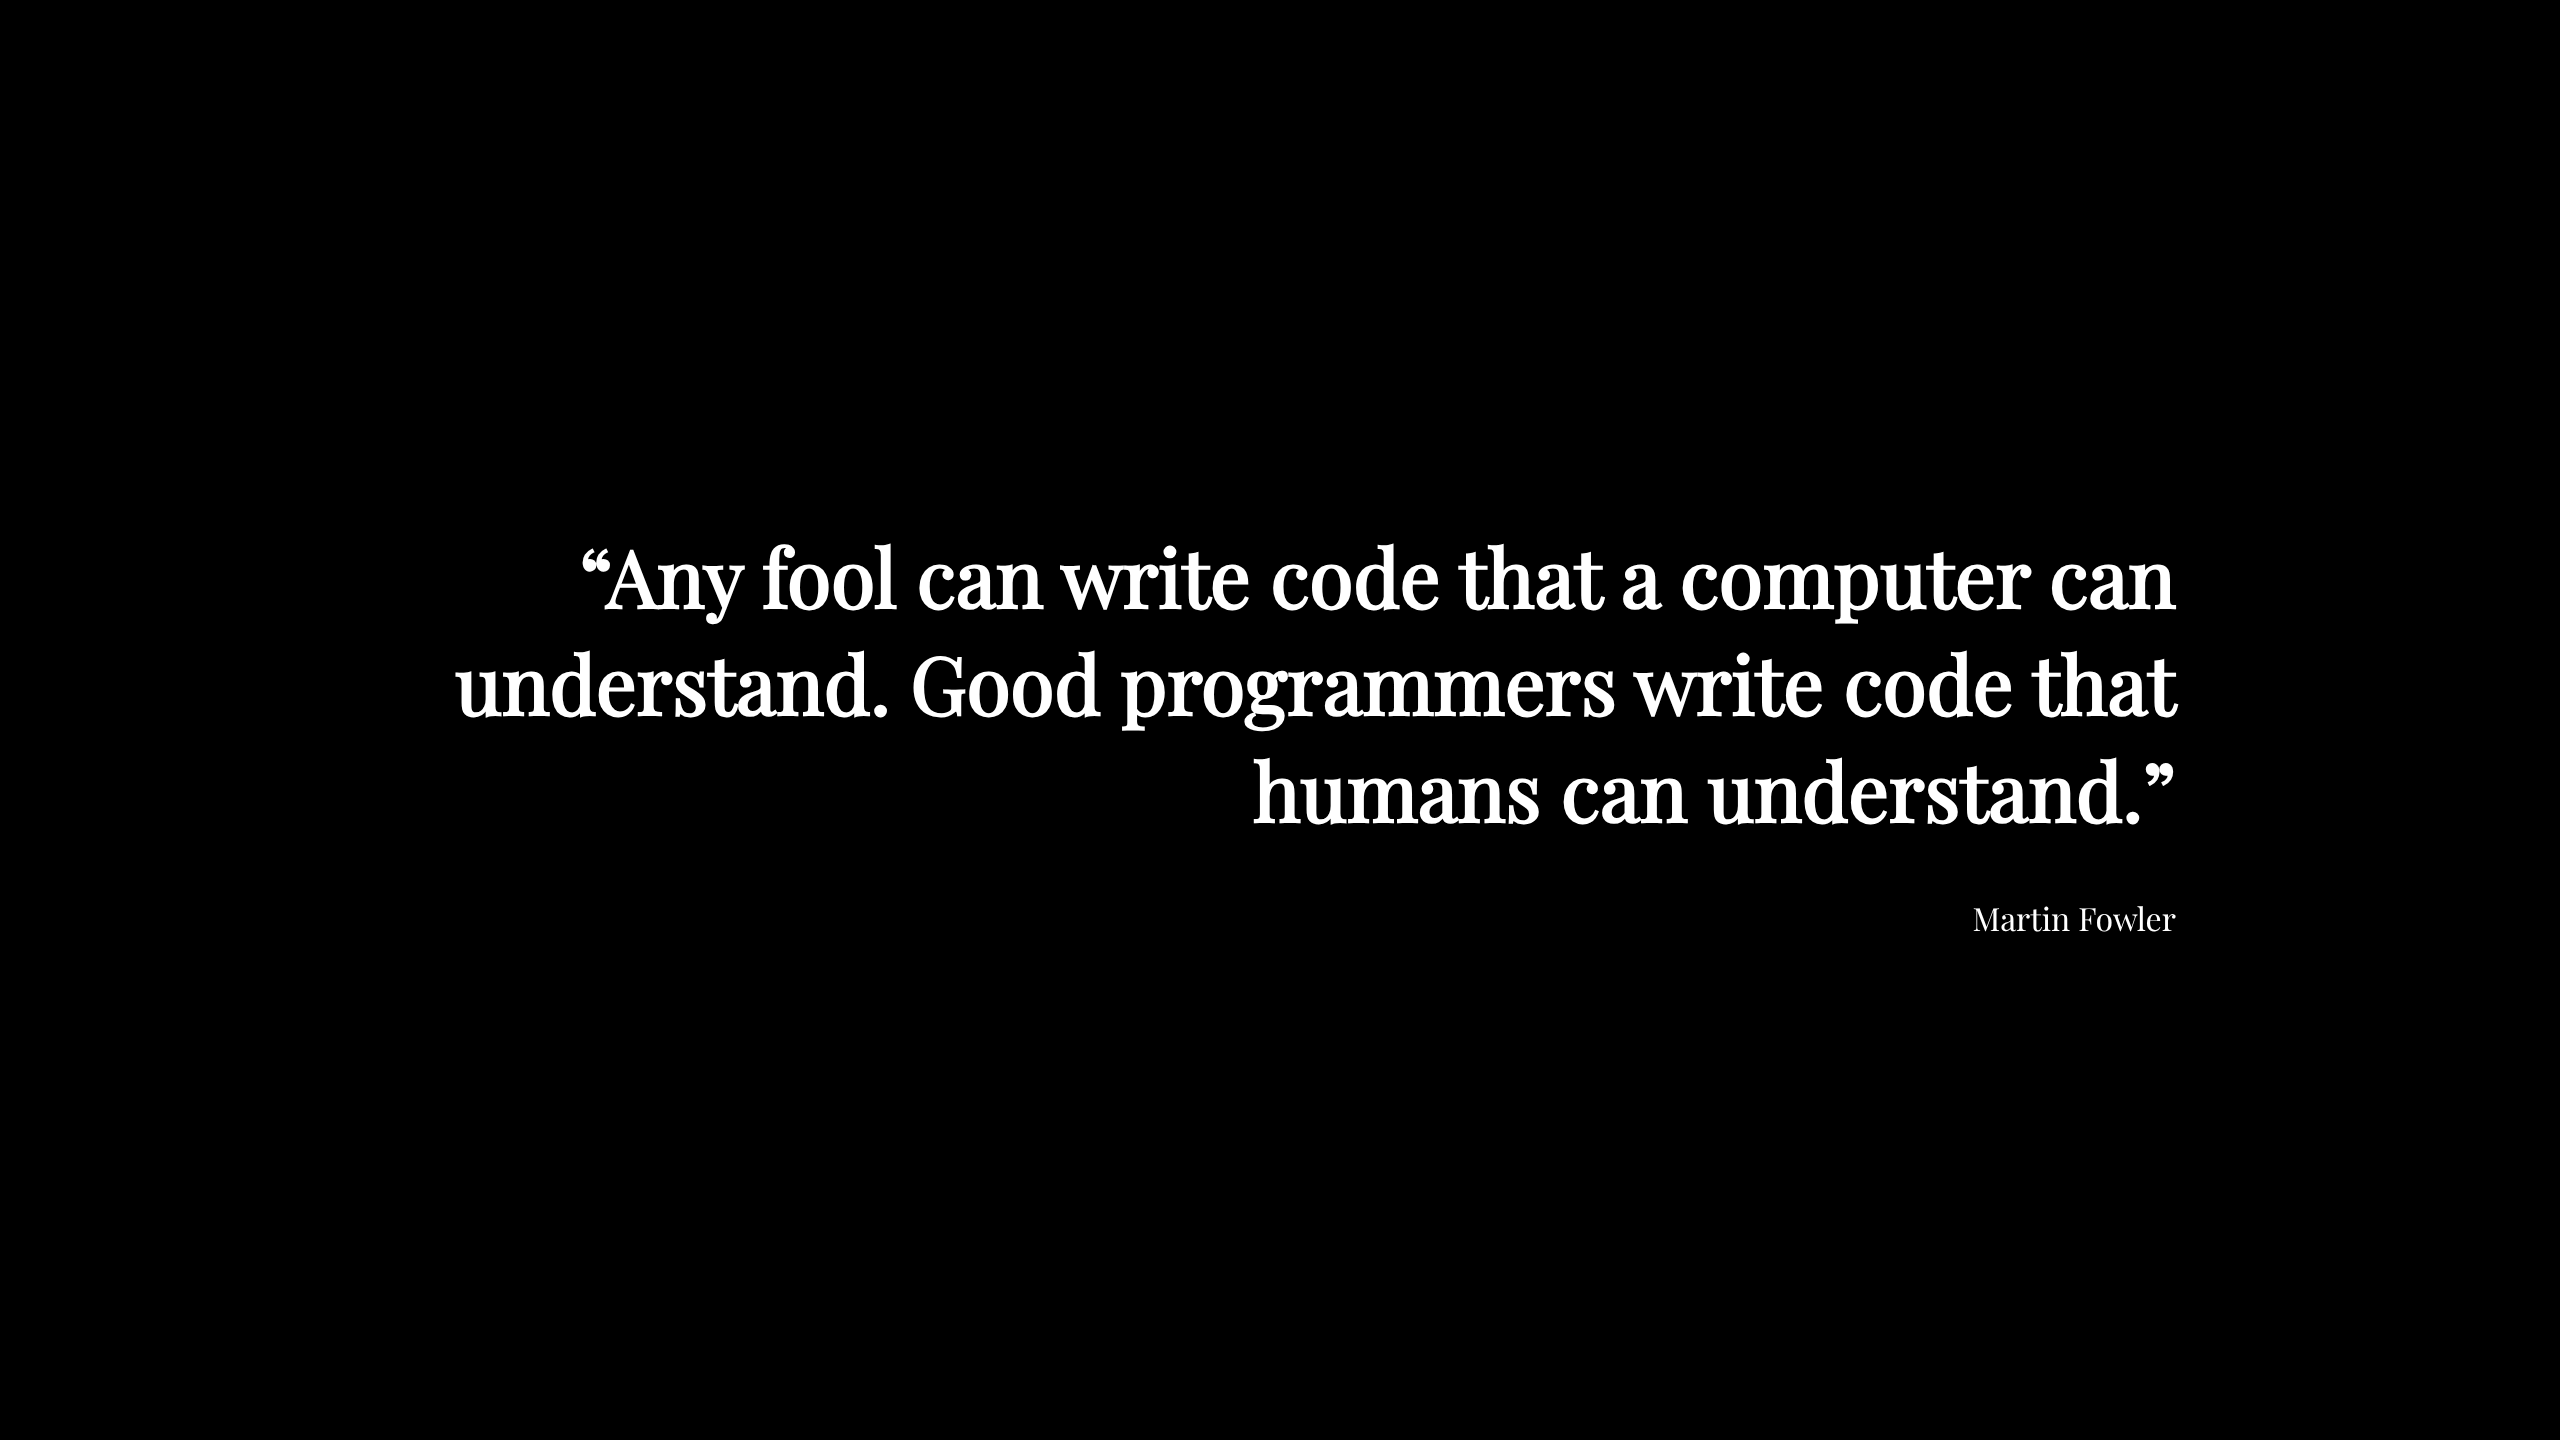 “Any fool can write code that a computer can
understand. Good programmers write code that
humans can understand.”
Martin Fowler